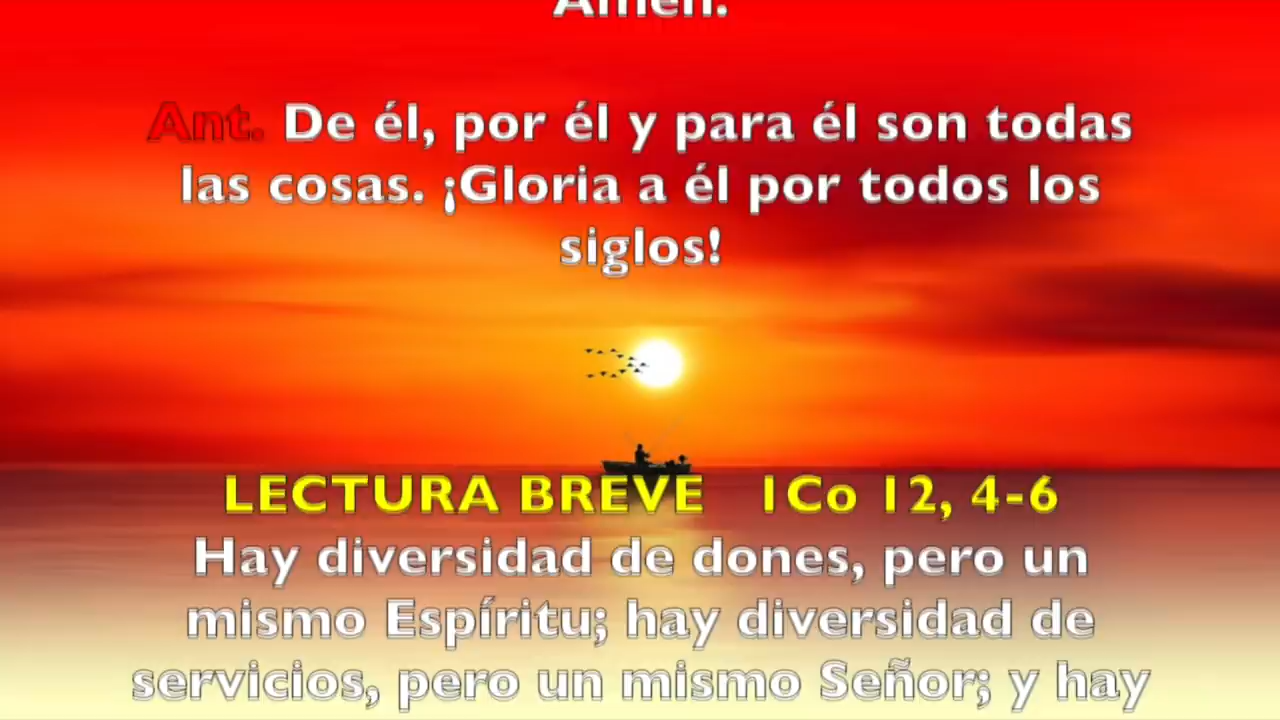 Amén.
Ant. De él, por él y para él son todas
las cosas. ¡Gloria a él por todos los
siglos!
LECTURA BREVE 1Co 12, 4-6
Hay diversidad de dones, pero un
mismo Espíritu; hay diversidad de
servicios, pero un mismo Señor; y hay